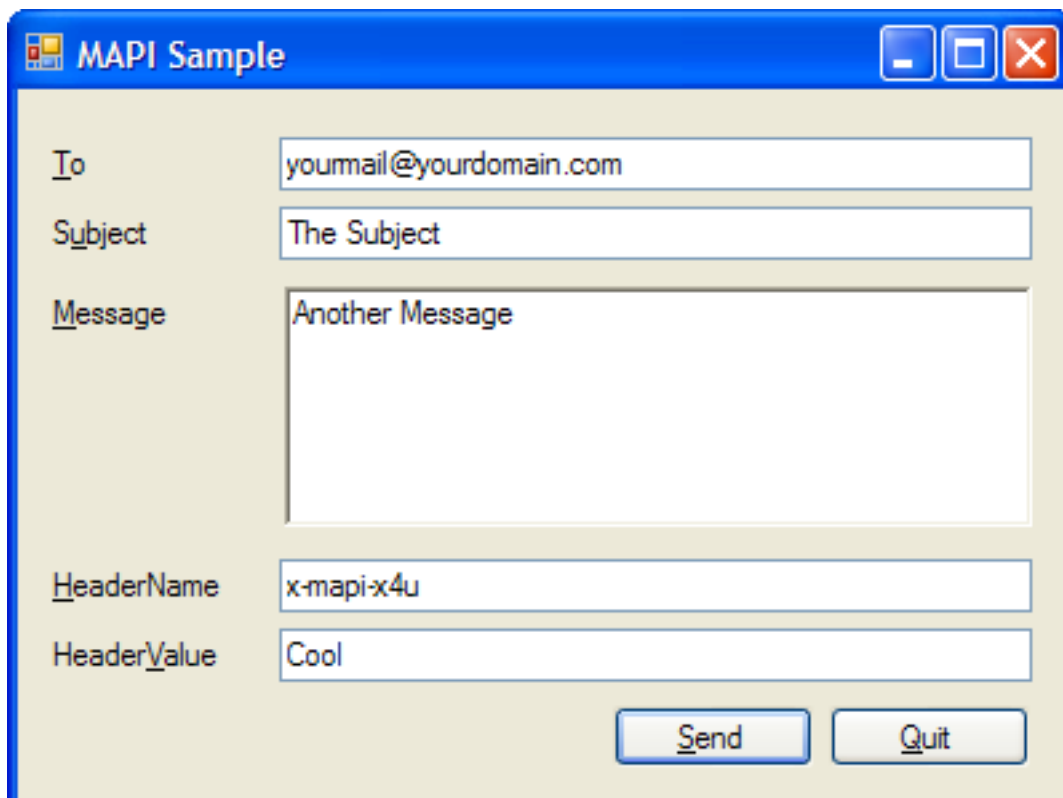 MAPI Sample
To yourmail@yourdomain.com
Subject The Subject
Message Another Message
HeaderName x-mapi-x4u
HeaderValue Cool
Send Quit